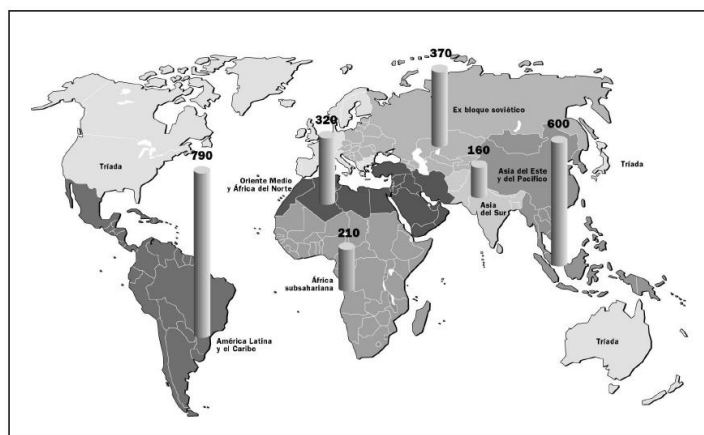 370
Ex bloque soviético
320
600
790
160
Tríada
Oriente Medio
y África del Norte
Asia del Este
y del Pacífico
Tríada
Asia
del Sur
210
África
subsahariana
América Latina
y el Caribe
Tríada